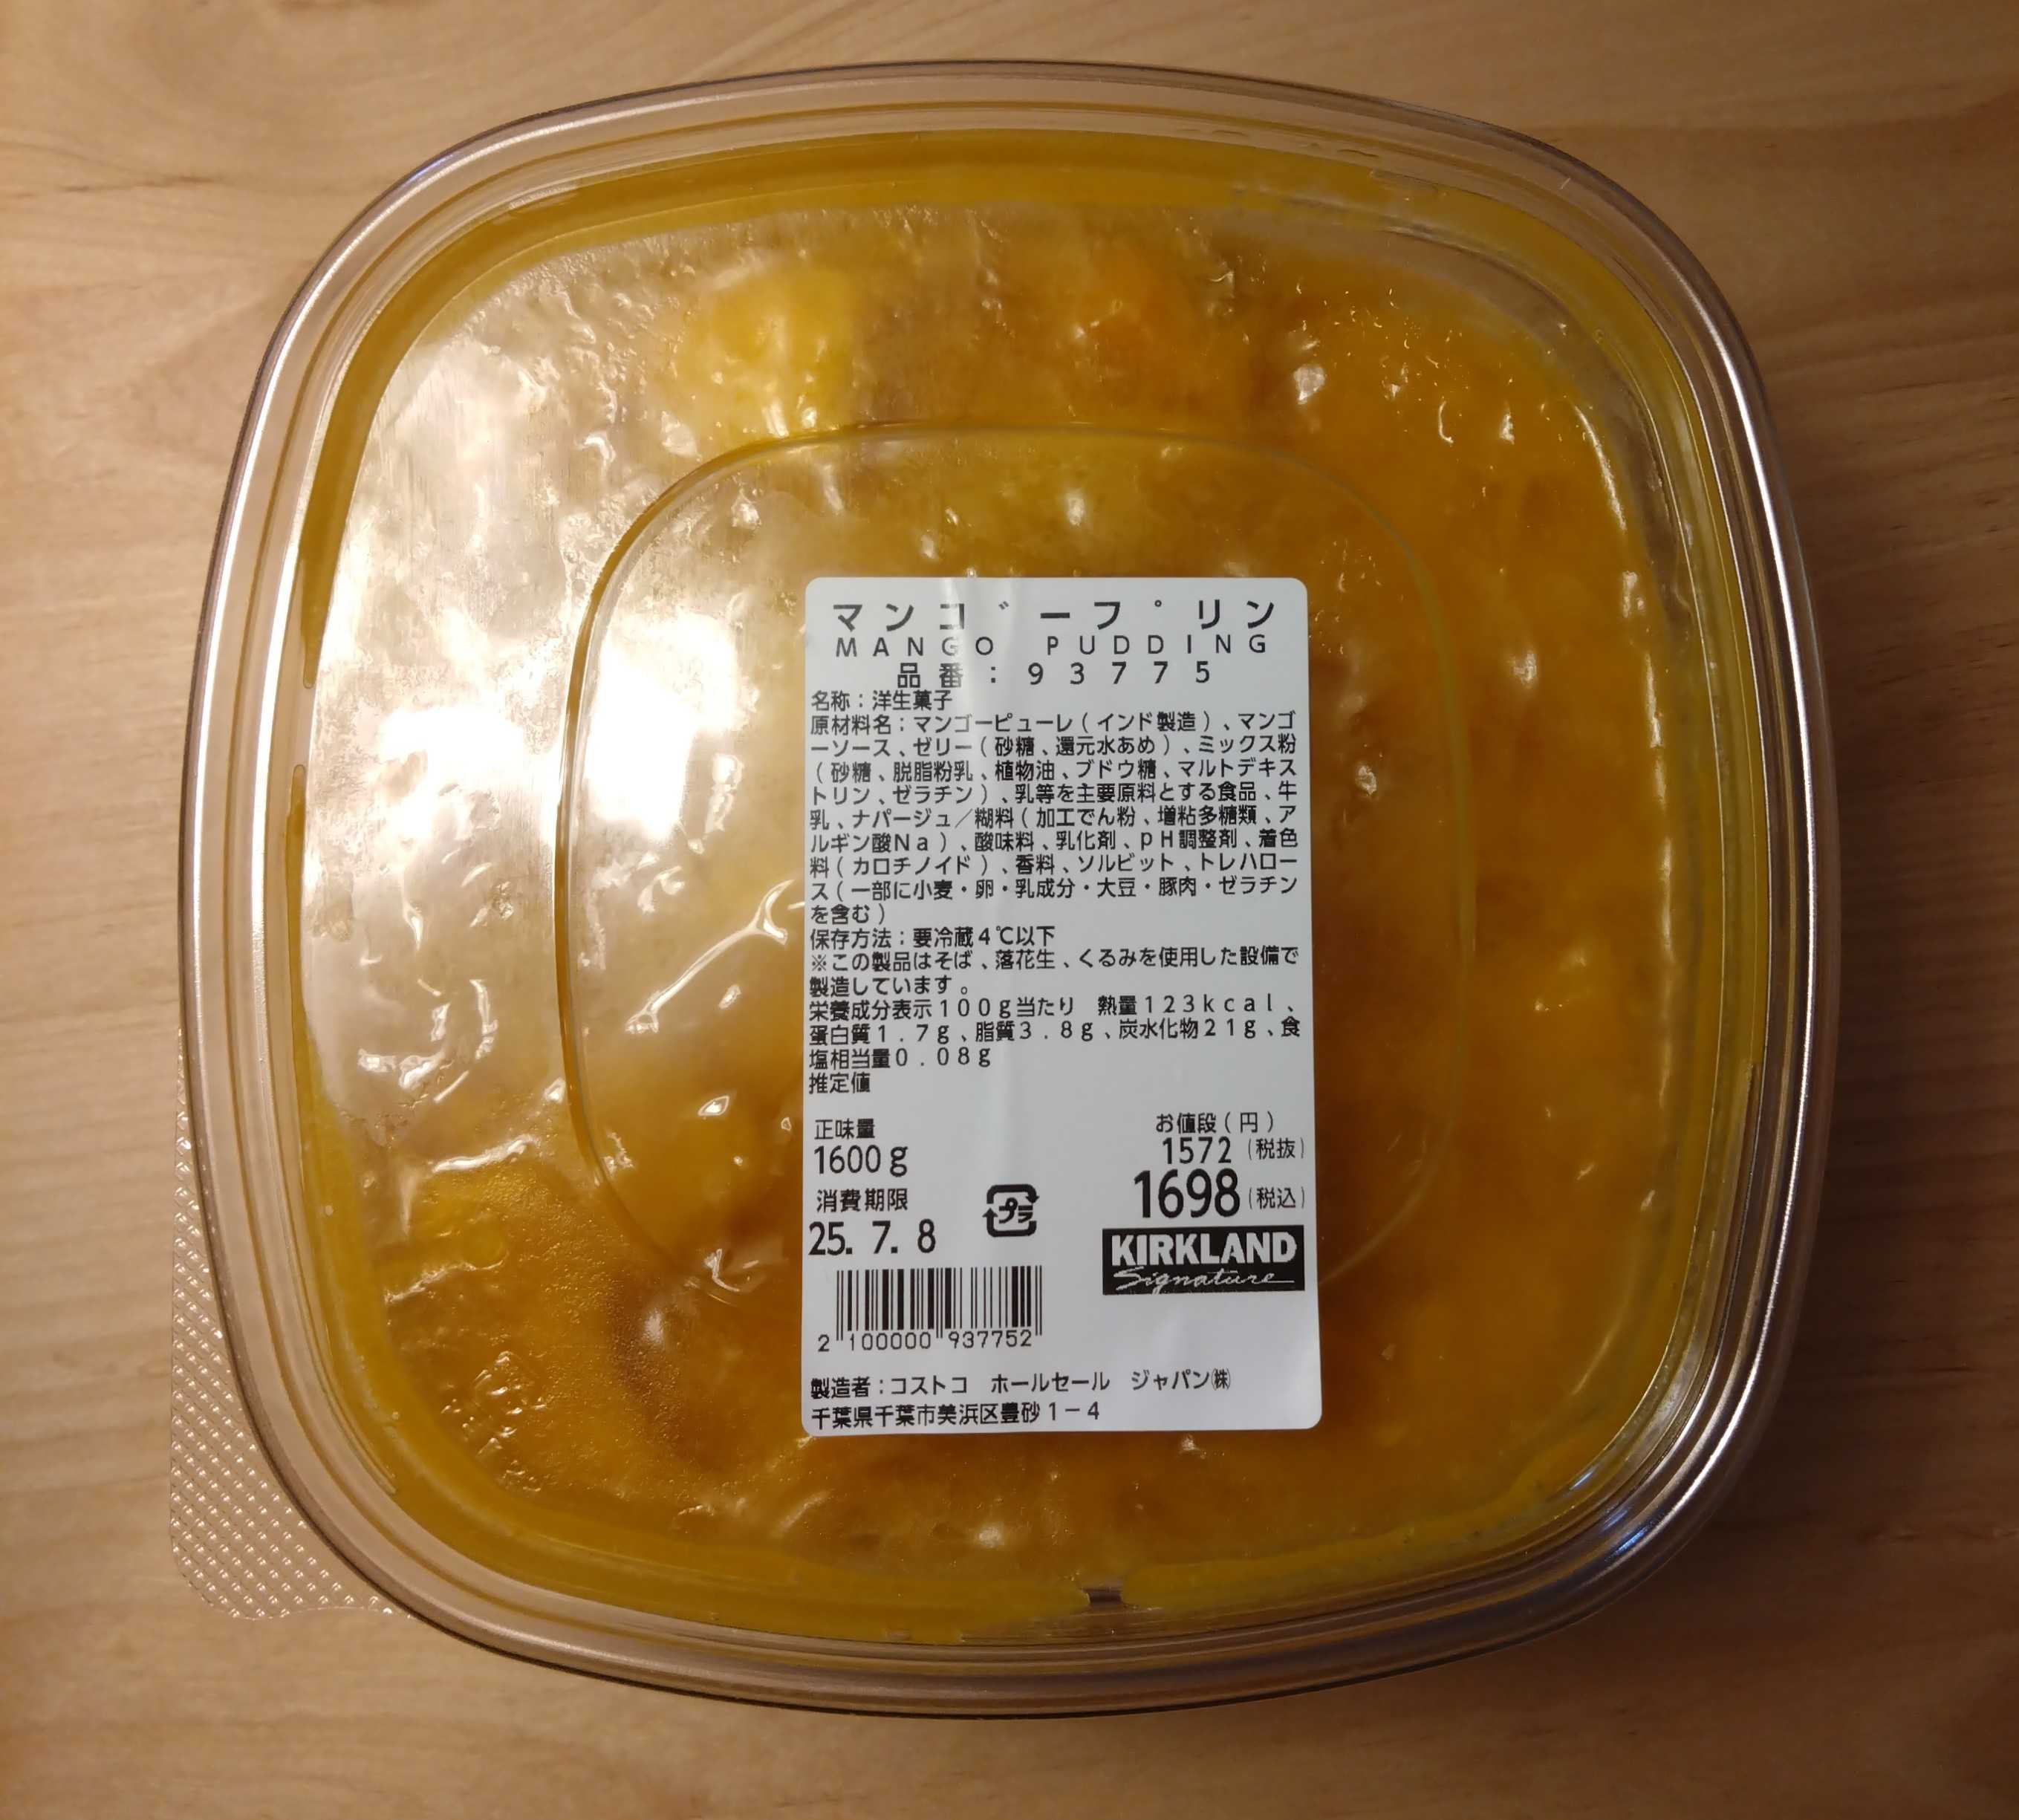 マンコ゛ーフ゜リン
MANGO PUDDING
品番:93775
名称:洋生菓子
原材料名:マンゴーピューレ(インド製造)、マンゴ
ーソース、ゼリー(砂糖、還元水あめ)、ミックス粉
(砂糖、脱脂粉乳、植物油、ブドウ糖、マルトデキス
トリン、ゼラチン)、乳等を主要原料とする食品、牛
乳、ナパージュ/糊料(加工でん粉、増粘多糖類、ア
ルギン酸Na)、酸味料、乳化剤、pH調整剤、着色
料(カロチノイド)、香料、ソルビット、トレハロー
ス(一部に小麦・卵・乳成分・大豆・豚肉・ゼラチン
を含む)
保存方法:要冷蔵4℃以下
※この製品はそば、落花生、くるみを使用した設備で
製造しています。
栄養成分表示100g当たり 熱量123kcal、
蛋白質1.7g、脂質3.8g、炭水化物21g、食
塩相当量0.08g
推定値
正味量
1600g
お値段(円)
1572(税抜)
1698(税込)
消費期限
25.7.8
プラ
KIRKLAND
Signature
2 100000 937752
製造者:コストコ ホールセール ジャパン㈱
千葉県千葉市美浜区豊砂1-4